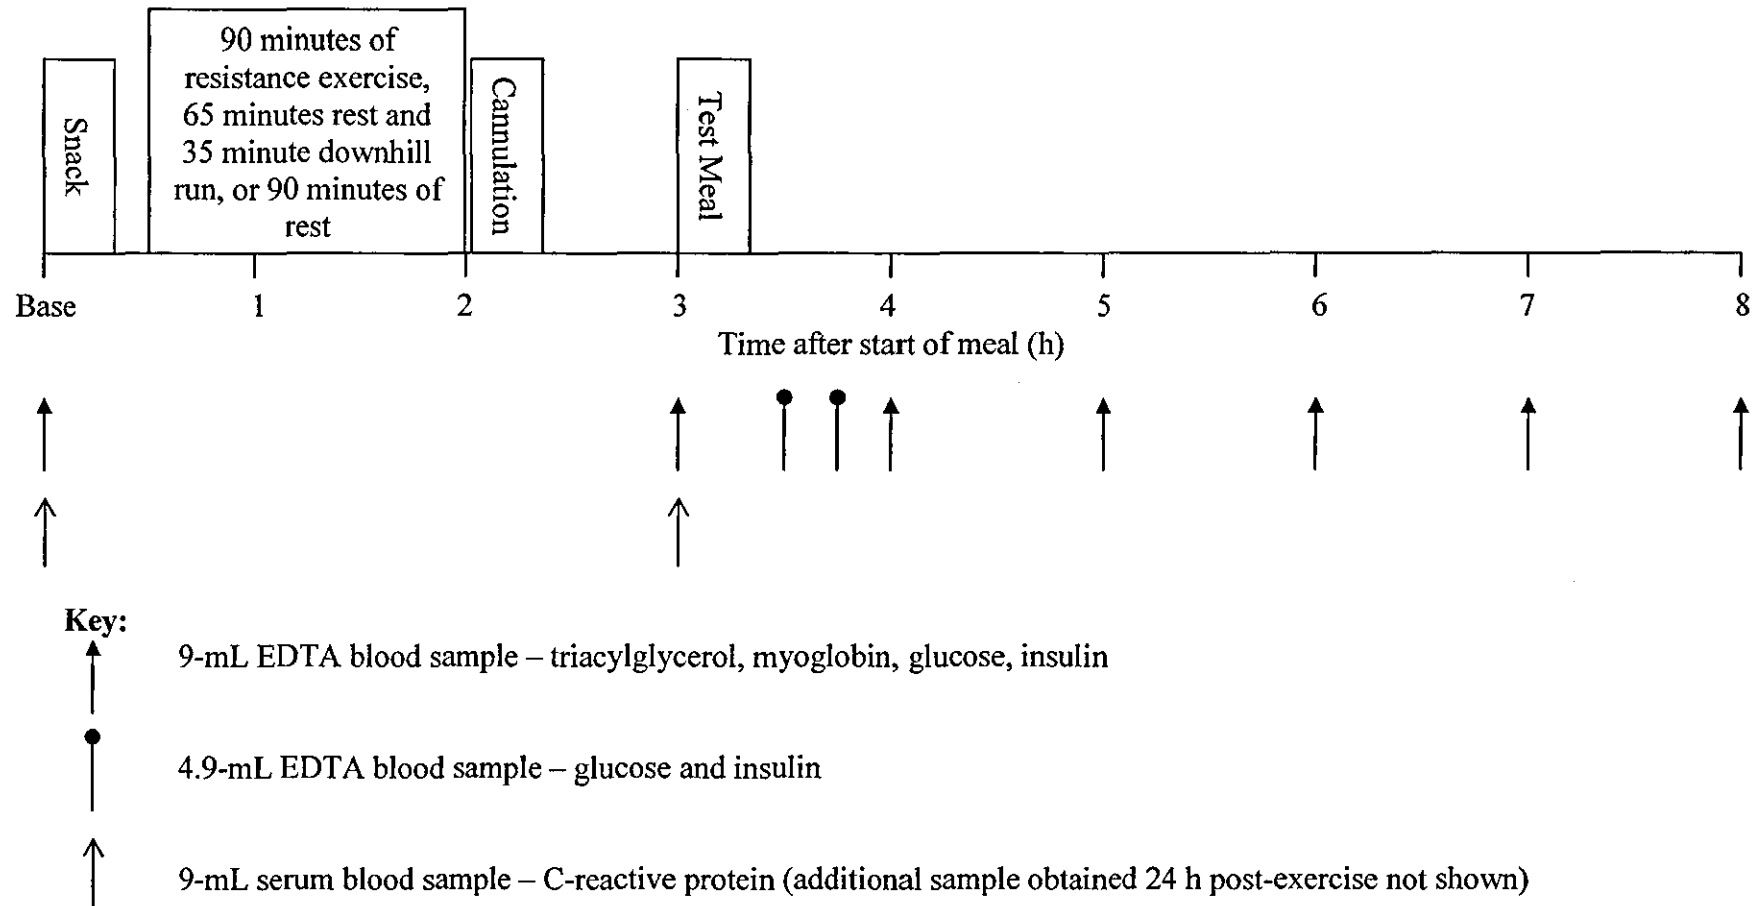 90 minutes of
resistance exercise,
65 minutes rest and
35 minute downhill
run, or 90 minutes of
rest
Snack
Cannulation
Test Meal
Base 1 2 3 4 5 6 7 8
Time after start of meal (h)
Key:
9-mL EDTA blood sample – triacylglycerol, myoglobin, glucose, insulin
4.9-mL EDTA blood sample – glucose and insulin
9-mL serum blood sample – C-reactive protein (additional sample obtained 24 h post-exercise not shown)